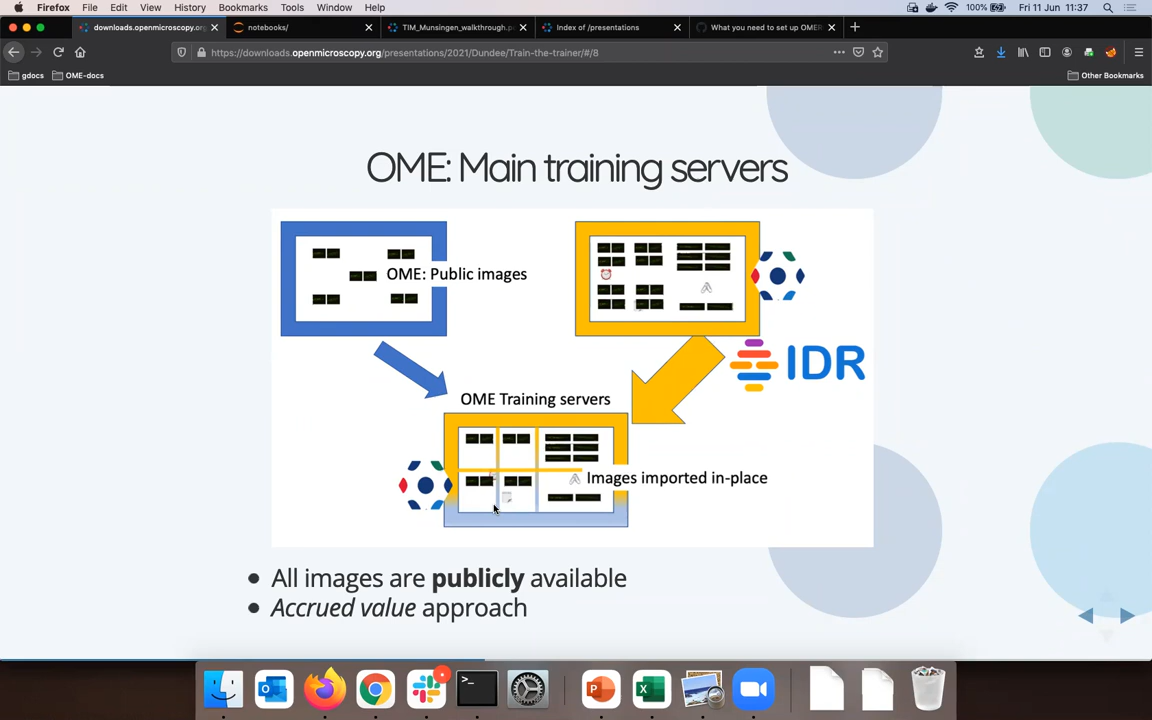 Firefox File Edit View History Bookmarks Tools Window Help 100% Fri 11 Jun 11:37
downloads.openmicroscopy.org notebooks/ TIM_Munsingen_walkthrough.p Index of /presentations What you need to set up OMER
https://downloads.openmicroscopy.org/presentations/2021/Dundee/Train-the-trainer/#/8
gdocs OME-docs Other Bookmarks
OME: Main training servers
OME: Public images
IDR
OME Training servers
Images imported in-place
All images are publicly available
Accrued value approach